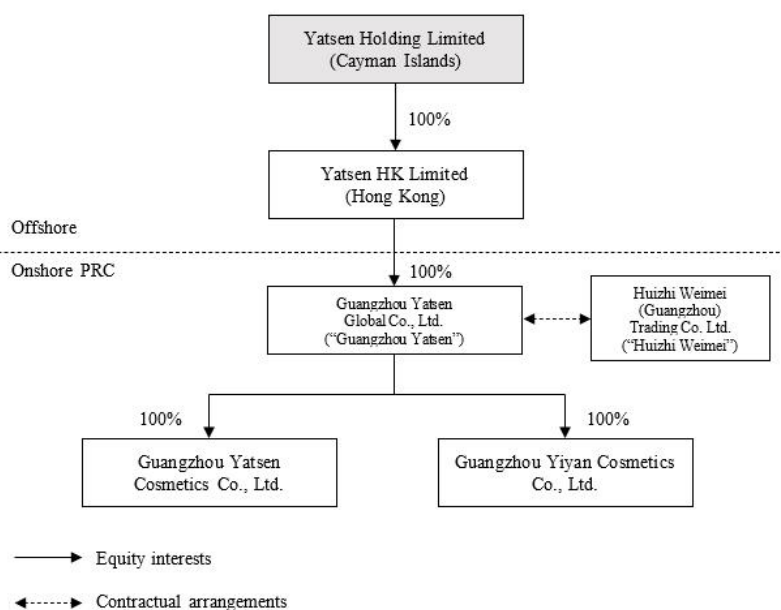 Yatsen Holding Limited
(Cayman Islands)
100%
Yatsen HK Limited
(Hong Kong)
Offshore
Onshore PRC
100%
Guangzhou Yatsen
Global Co., Ltd.
(“Guangzhou Yatsen”)
Huizhi Weimei
(Guangzhou)
Trading Co. Ltd.
(“Huizhi Weimei”)
100%
100%
Guangzhou Yatsen
Cosmetics Co., Ltd.
Guangzhou Yiyan Cosmetics
Co., Ltd.
Equity interests
Contractual arrangements